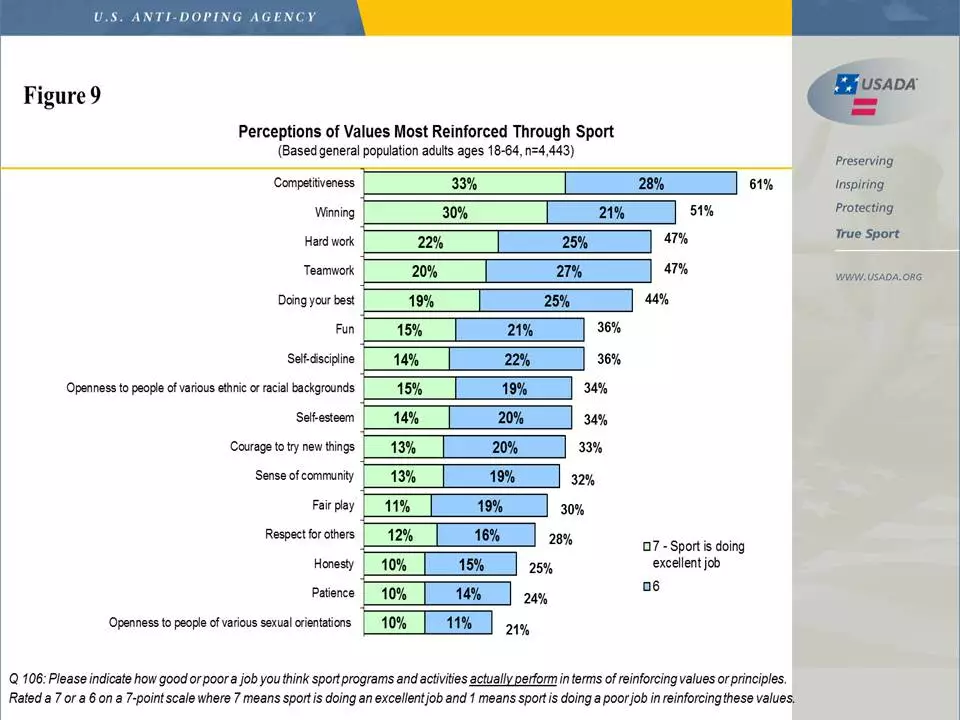 U.S. ANTI-DOPING AGENCY
USADA
Figure 9
Preserving
Inspiring
Protecting
True Sport
WWW.USADA.ORG
Perceptions of Values Most Reinforced Through Sport
(Based general population adults ages 18-64, n=4,443)
Competitiveness 33% 28% 61%
Winning 30% 21% 51%
Hard work 22% 25% 47%
Teamwork 20% 27% 47%
Doing your best 19% 25% 44%
Fun 15% 21% 36%
Self-discipline 14% 22% 36%
Openness to people of various ethnic or racial backgrounds 15% 19% 34%
Self-esteem 14% 20% 34%
Courage to try new things 13% 20% 33%
Sense of community 13% 19% 32%
Fair play 11% 19% 30%
Respect for others 12% 16% 28%
Honesty 10% 15% 25%
Patience 10% 14% 24%
Openness to people of various sexual orientations 10% 11% 21%
7 - Sport is doing
excellent job
6
Q 106: Please indicate how good or poor a job you think sport programs and activities actually perform in terms of reinforcing values or principles.
Rated a 7 or a 6 on a 7-point scale where 7 means sport is doing an excellent job and 1 means sport is doing a poor job in reinforcing these values.